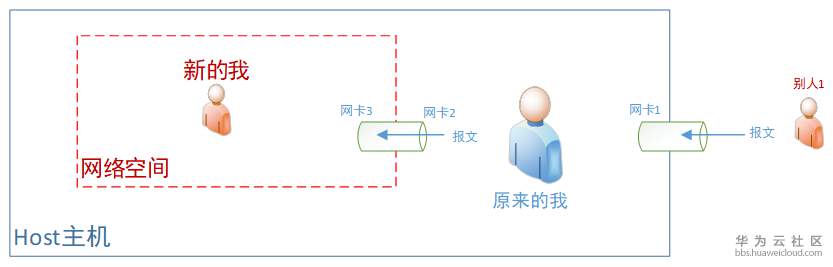 别人1
新的我
网卡3
网卡2
网卡1
报文
报文
网络空间
原来的我
Host主机
华为云社区
bbs.huaweicloud.com